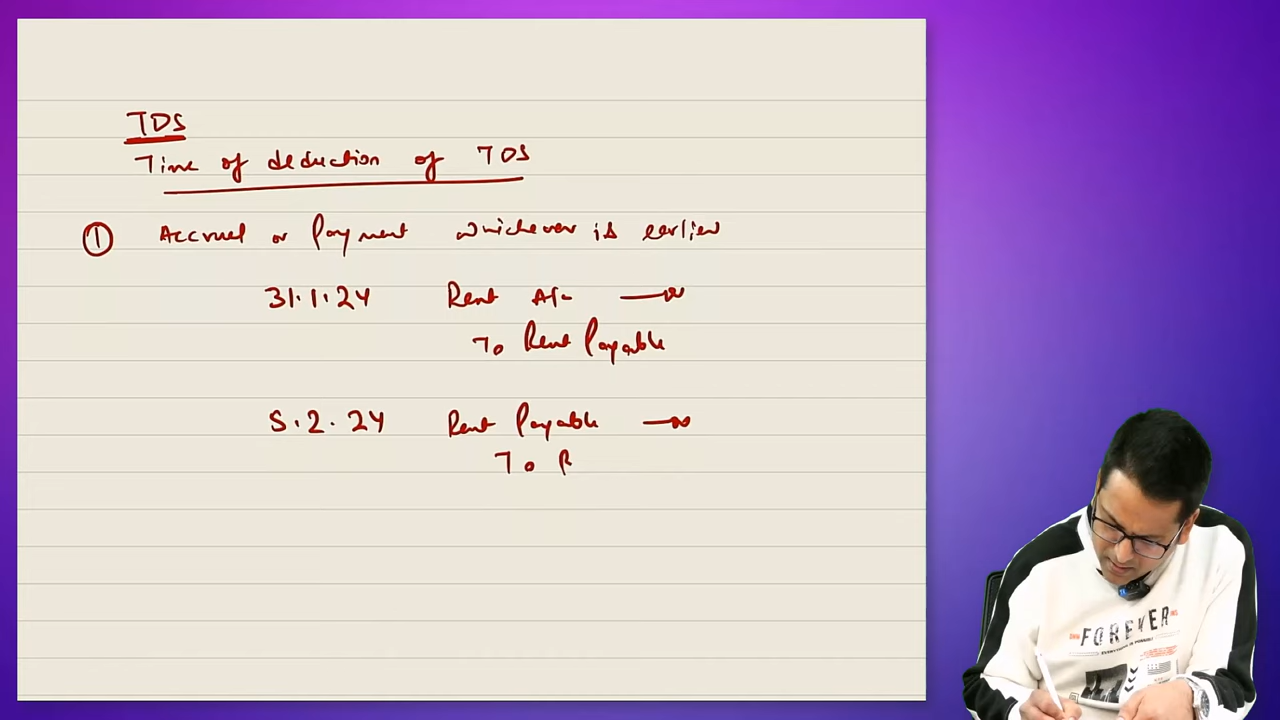 TDS
Time of deduction of TDS
① Accrual or Payment whichever is earlier
31.1.24 Rent A/c → Dr
To Rent Payable
5.2.24 Rent Payable → Dr
To B
FOREVER